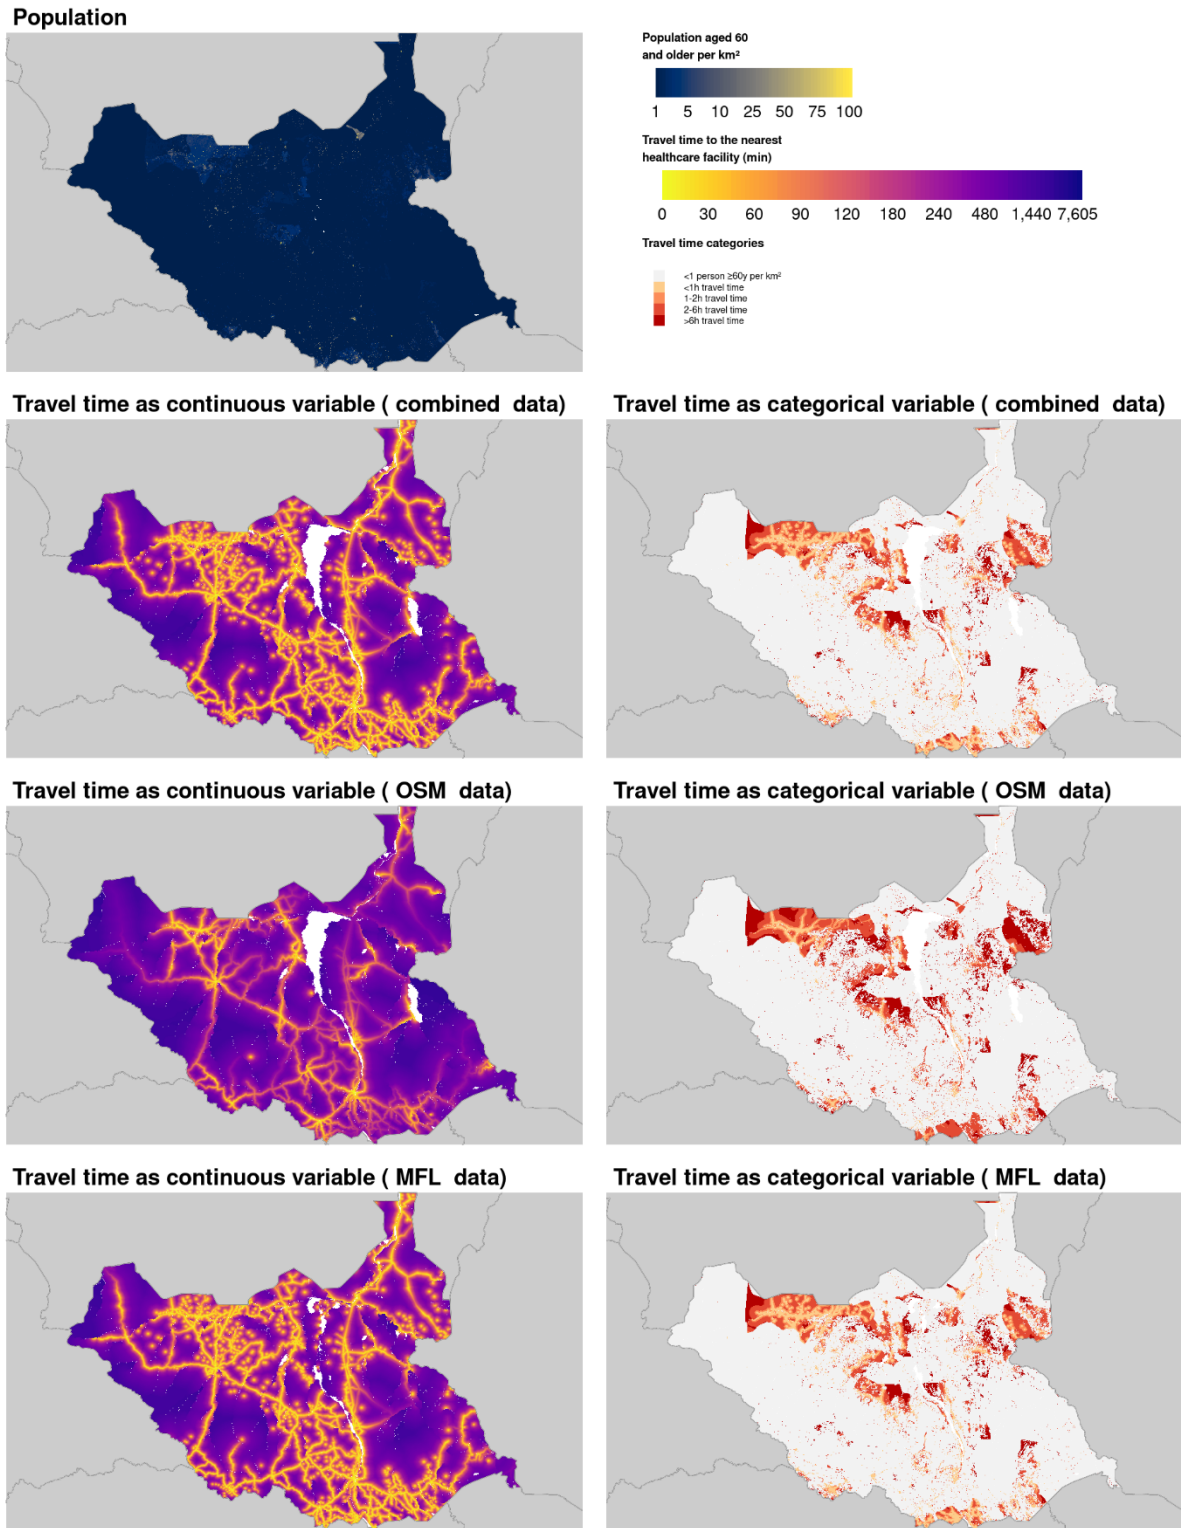 Population
Population aged 60
and older per km²
1 5 10 25 50 75 100
Travel time to the nearest
healthcare facility (min)
0 30 60 90 120 180 240 480 1,440 7,605
Travel time categories
<1 person ≥60y per km²
<1h travel time
1-2h travel time
2-6h travel time
>6h travel time
Travel time as continuous variable ( combined data)
Travel time as categorical variable ( combined data)
Travel time as continuous variable ( OSM data)
Travel time as categorical variable ( OSM data)
Travel time as continuous variable ( MFL data)
Travel time as categorical variable ( MFL data)